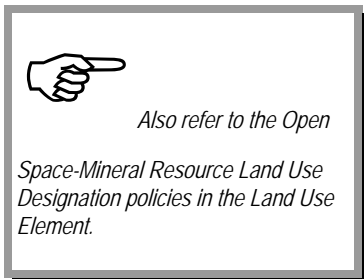 Also refer to the Open
Space-Mineral Resource Land Use
Designation policies in the Land Use
Element.